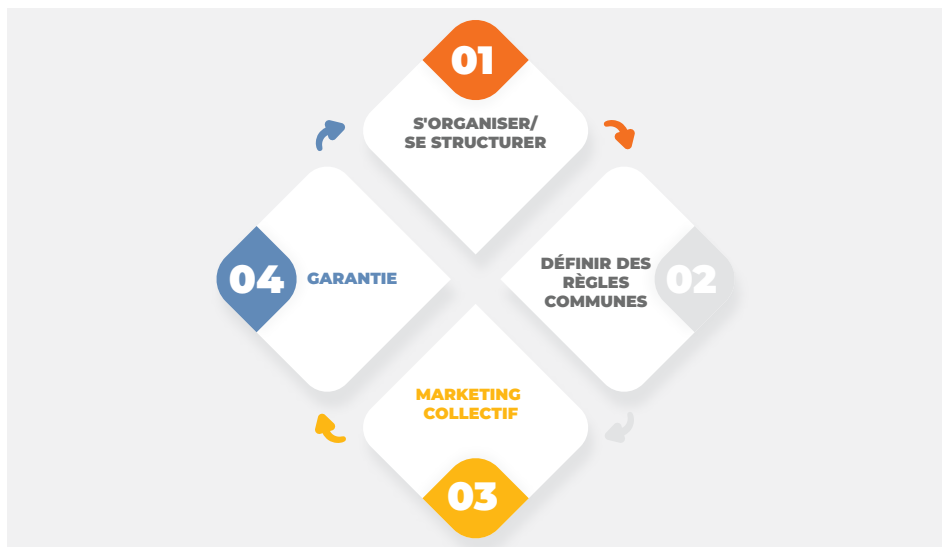 01
S'ORGANISER/
SE STRUCTURER
DÉFINIR DES
RÈGLES
COMMUNES
02
MARKETING
COLLECTIF
03
04
GARANTIE